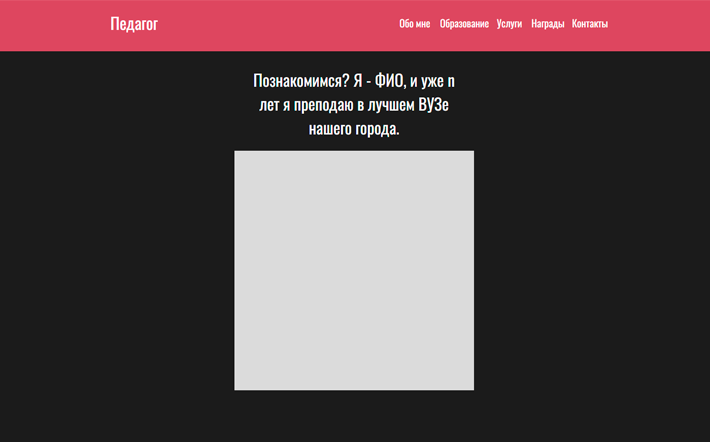 Педагог
Обо мне Образование Услуги Награды Контакты
Познакомимся? Я - ФИО, и уже n
лет я преподаю в лучшем ВУЗе
нашего города.